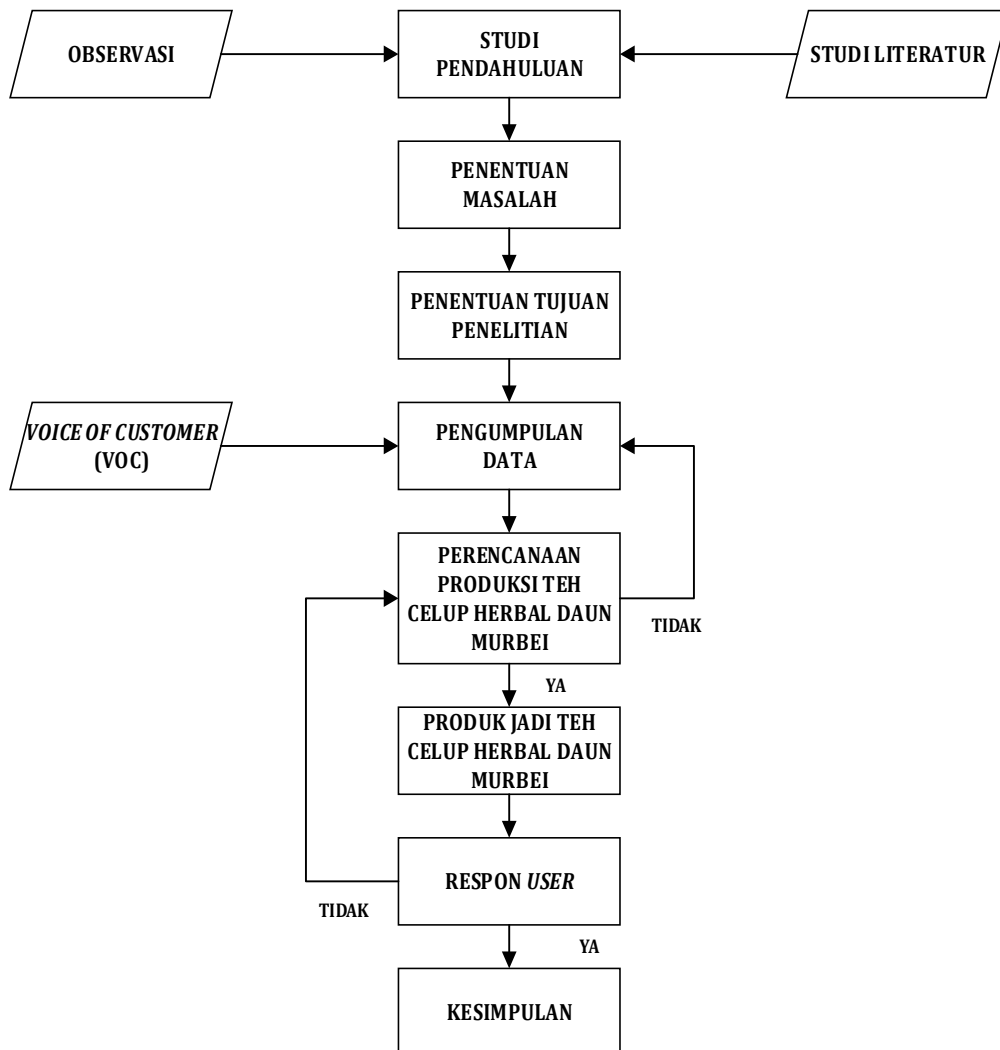 OBSERVASI
STUDI
PENDAHULUAN
STUDI LITERATUR
PENENTUAN
MASALAH
PENENTUAN TUJUAN
PENELITIAN
VOICE OF CUSTOMER
(VOC)
PENGUMPULAN
DATA
PERENCANAAN
PRODUKSI TEH
CELUP HERBAL DAUN
MURBEI
TIDAK
YA
PRODUK JADI TEH
CELUP HERBAL DAUN
MURBEI
RESPON USER
TIDAK
YA
KESIMPULAN